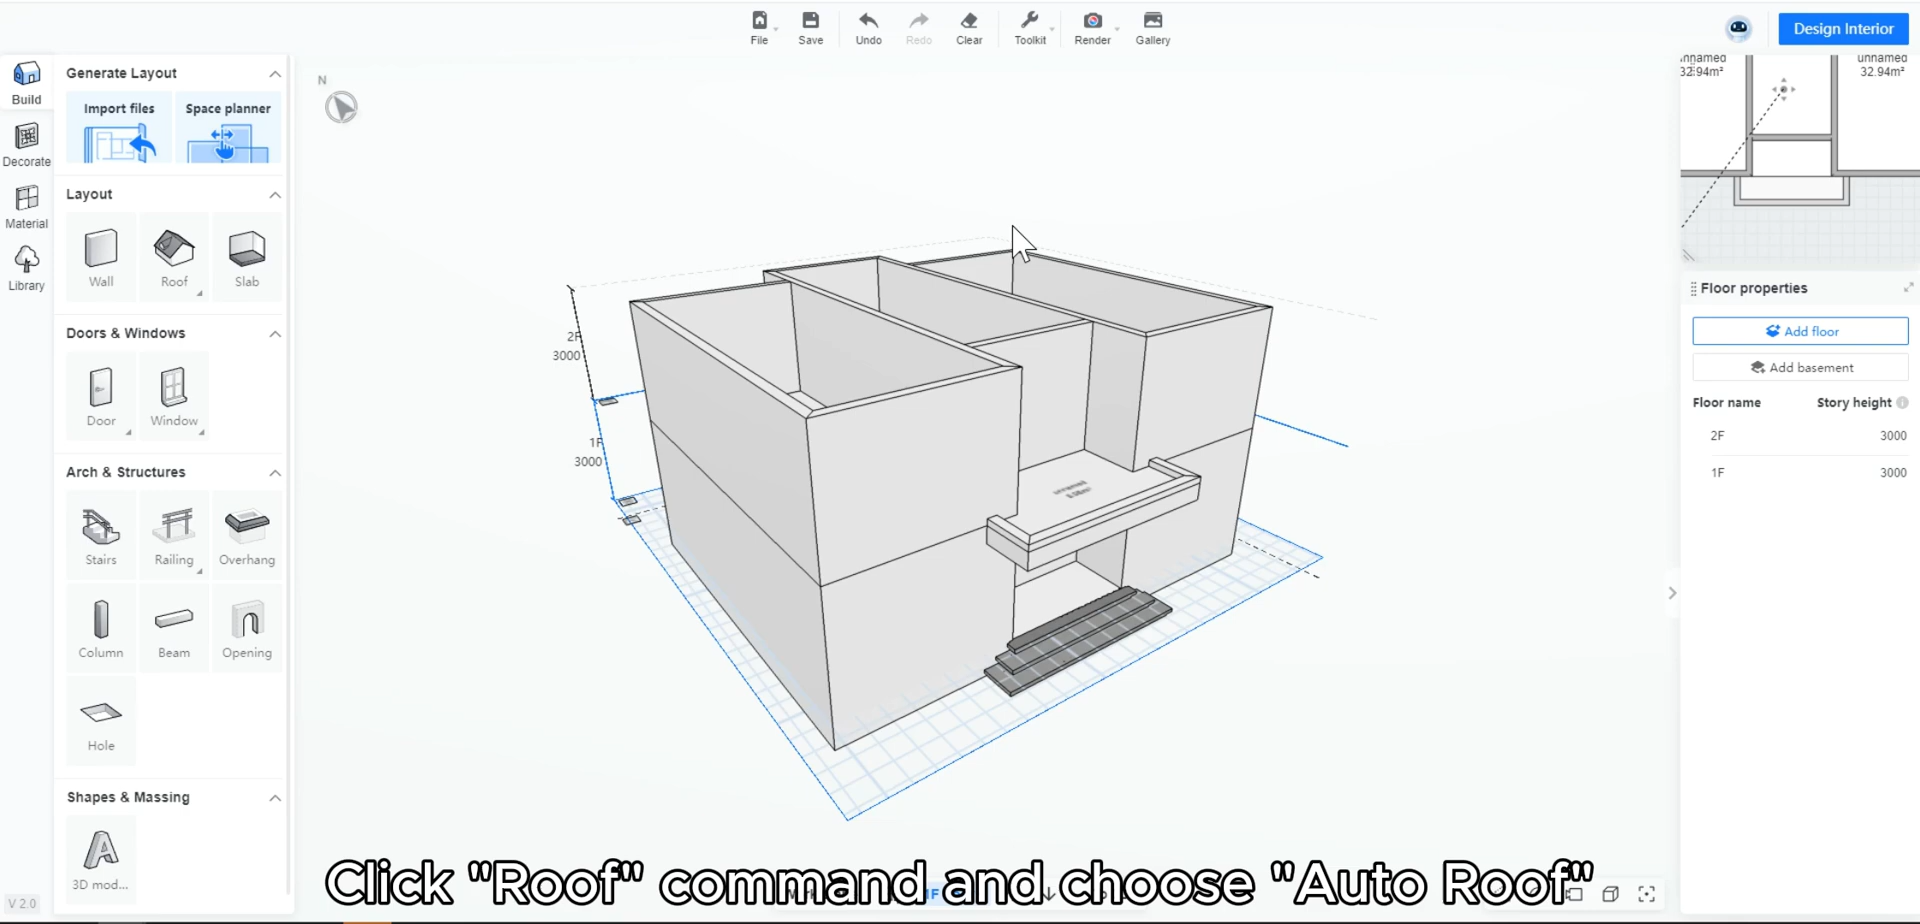 File
Save
Undo
Redo
Clear
Toolkit
Render
Gallery
Design Interior
Build
Decorate
Material
Library
Generate Layout
Import files
Space planner
Layout
Wall
Roof
Slab
Doors & Windows
Door
Window
Arch & Structures
Stairs
Railing
Overhang
Column
Beam
Opening
Hole
Shapes & Massing
3D mod...
V 2.0
N
2F
3000
1F
3000
unnamed
unnamed
32.94m²
unnamed
32.94m²
Floor properties
Add floor
Add basement
Floor name Story height
2F 3000
1F 3000
Click "Roof" command and choose "Auto Roof"